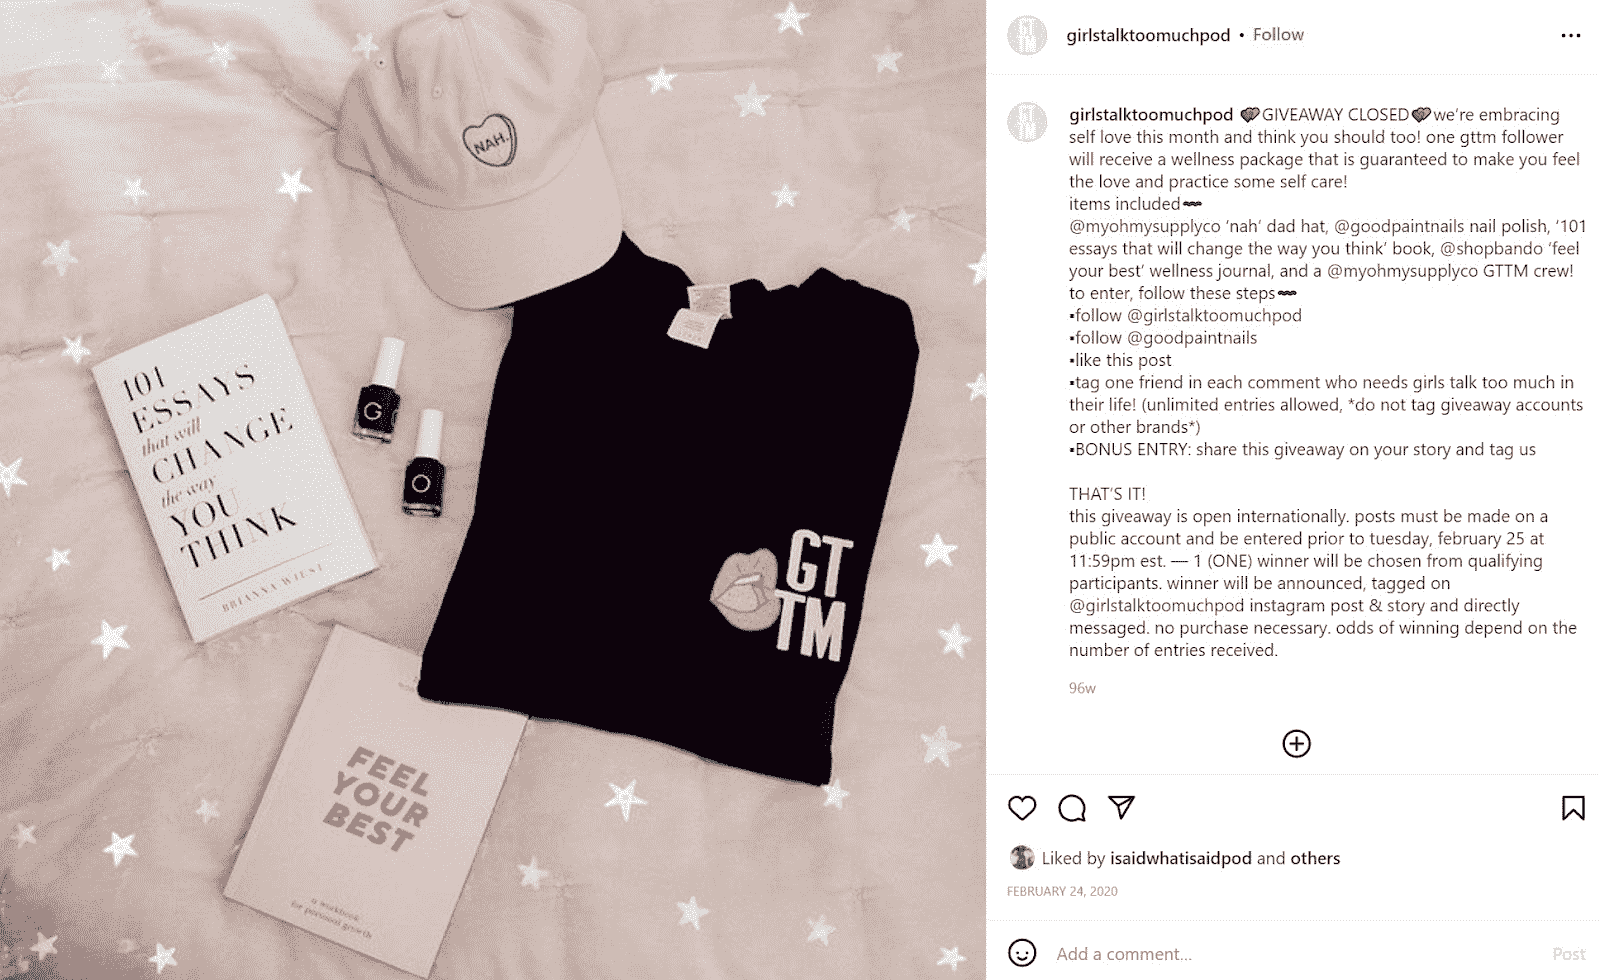 NAH.
101
ESSAYS
that will
CHANGE
the way
YOU
THINK
BRIANNA WIEST
G
O
GT
TM
FEEL
YOUR
BEST
a workbook
for personal growth
GT
TM
girlstalktoomuchpod • Follow
girlstalktoomuchpod 💕GIVEAWAY CLOSED💕we're embracing
self love this month and think you should too! one gttm follower
will receive a wellness package that is guaranteed to make you feel
the love and practice some self care!
items included〰️
@myohmysupplyco ‘nah’ dad hat, @goodpaintnails nail polish, ‘101
essays that will change the way you think’ book, @shopbando ‘feel
your best’ wellness journal, and a @myohmysupplyco GTTM crew!
to enter, follow these steps〰️
▪️follow @girlstalktoomuchpod
▪️follow @goodpaintnails
▪️like this post
▪️tag one friend in each comment who needs girls talk too much in
their life! (unlimited entries allowed, *do not tag giveaway accounts
or other brands*)
▪️BONUS ENTRY: share this giveaway on your story and tag us
THAT'S IT!
this giveaway is open internationally. posts must be made on a
public account and be entered prior to tuesday, february 25 at
11:59pm est. — 1 (ONE) winner will be chosen from qualifying
participants. winner will be announced, tagged on
@girlstalktoomuchpod instagram post & story and directly
messaged. no purchase necessary. odds of winning depend on the
number of entries received.
96w
Liked by isaidwhatisaidpod and others
FEBRUARY 24, 2020
Add a comment...
Post